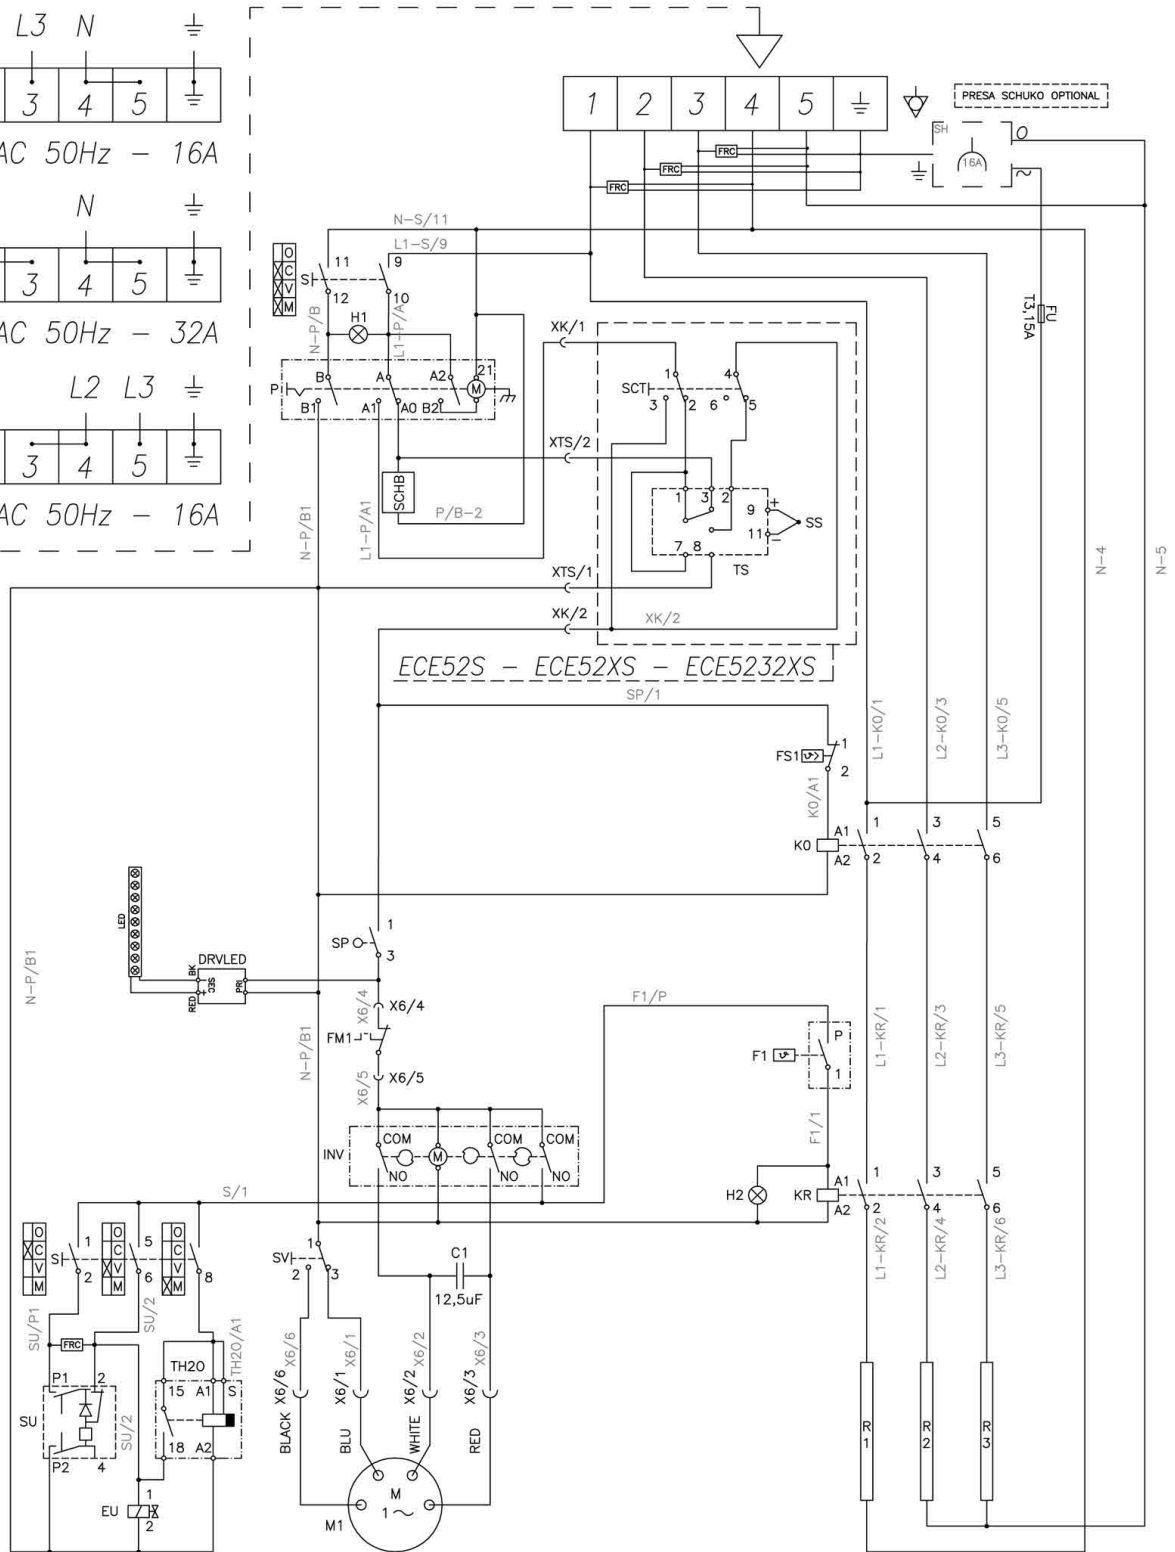 L3 N
3 4 5
AC 50Hz - 16A
N
3 4 5
AC 50Hz - 32A
L2 L3
3 4 5
AC 50Hz - 16A
1 2 3 4 5
PRESA SCHUKO OPTIONAL
SH
O
16A
~
FRC
FRC
FRC
N-S/11
L1-S/9
O
C
V
M
S
11
9
12
10
N-P/B
H1
L1-P/A
FU
T3,15A
XK/1
P
B
A
A2
21
M
B1
A1
A0
B2
SCT
1
4
3
2
6
5
XTS/2
SCHB
P/B-2
N-P/B1
L1-P/A1
1
3
2
9
+
SS
11
-
7
8
TS
XTS/1
XK/2
XK/2
N-4
N-5
ECE52S - ECE52XS - ECE5232XS
SP/1
L1-K0/1
L2-K0/3
L3-K0/5
FS1
1
2
K0/A1
K0
A1
A2
1
2
3
4
5
6
LED
SP
1
3
DRVLED
BK
RED
SEC
+
-
PRI
N-P/B1
X6/4
X6/4
FM1
X6/5
X6/5
N-P/B1
F1/P
F1
P
1
L1-KR/1
L2-KR/3
L3-KR/5
F1/1
INV
COM
M
COM
COM
NO
NO
NO
H2
KR
A1
A2
1
2
3
4
5
6
S/1
L1-KR/2
L2-KR/4
L3-KR/6
O
C
V
M
S
1
2
O
C
V
M
5
6
O
C
V
M
8
SV
1
2
3
C1
12,5uF
SU/P1
SU/2
TH20/A1
FRC
X6/6
X6/1
X6/2
X6/3
X6/6
X6/1
X6/2
X6/3
BLACK
BLU
WHITE
RED
P1
2
SU
P2
4
SU/2
TH20
15
A1
S
18
A2
EU
1
2
M
1~
M1
R
1
R
2
R
3